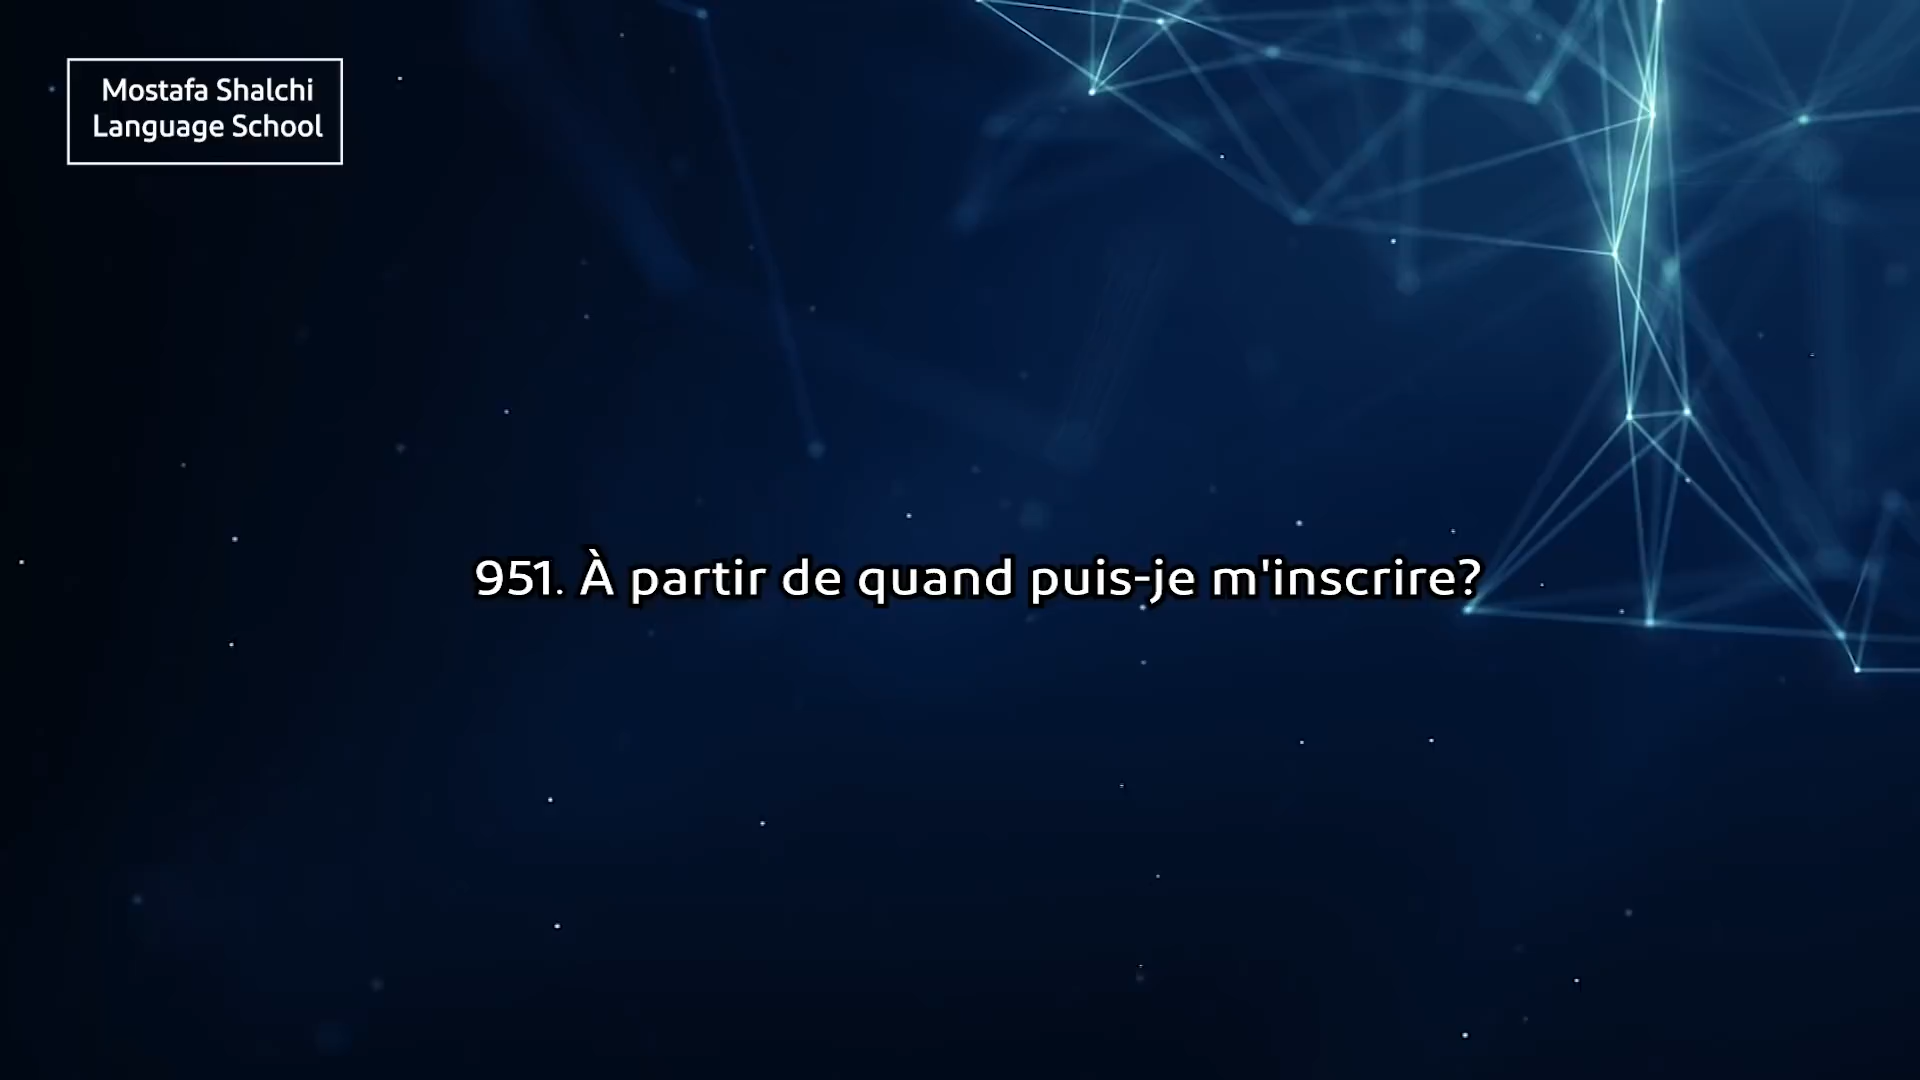 Mostafa Shalchi
Language School
951. À partir de quand puis-je m'inscrire?